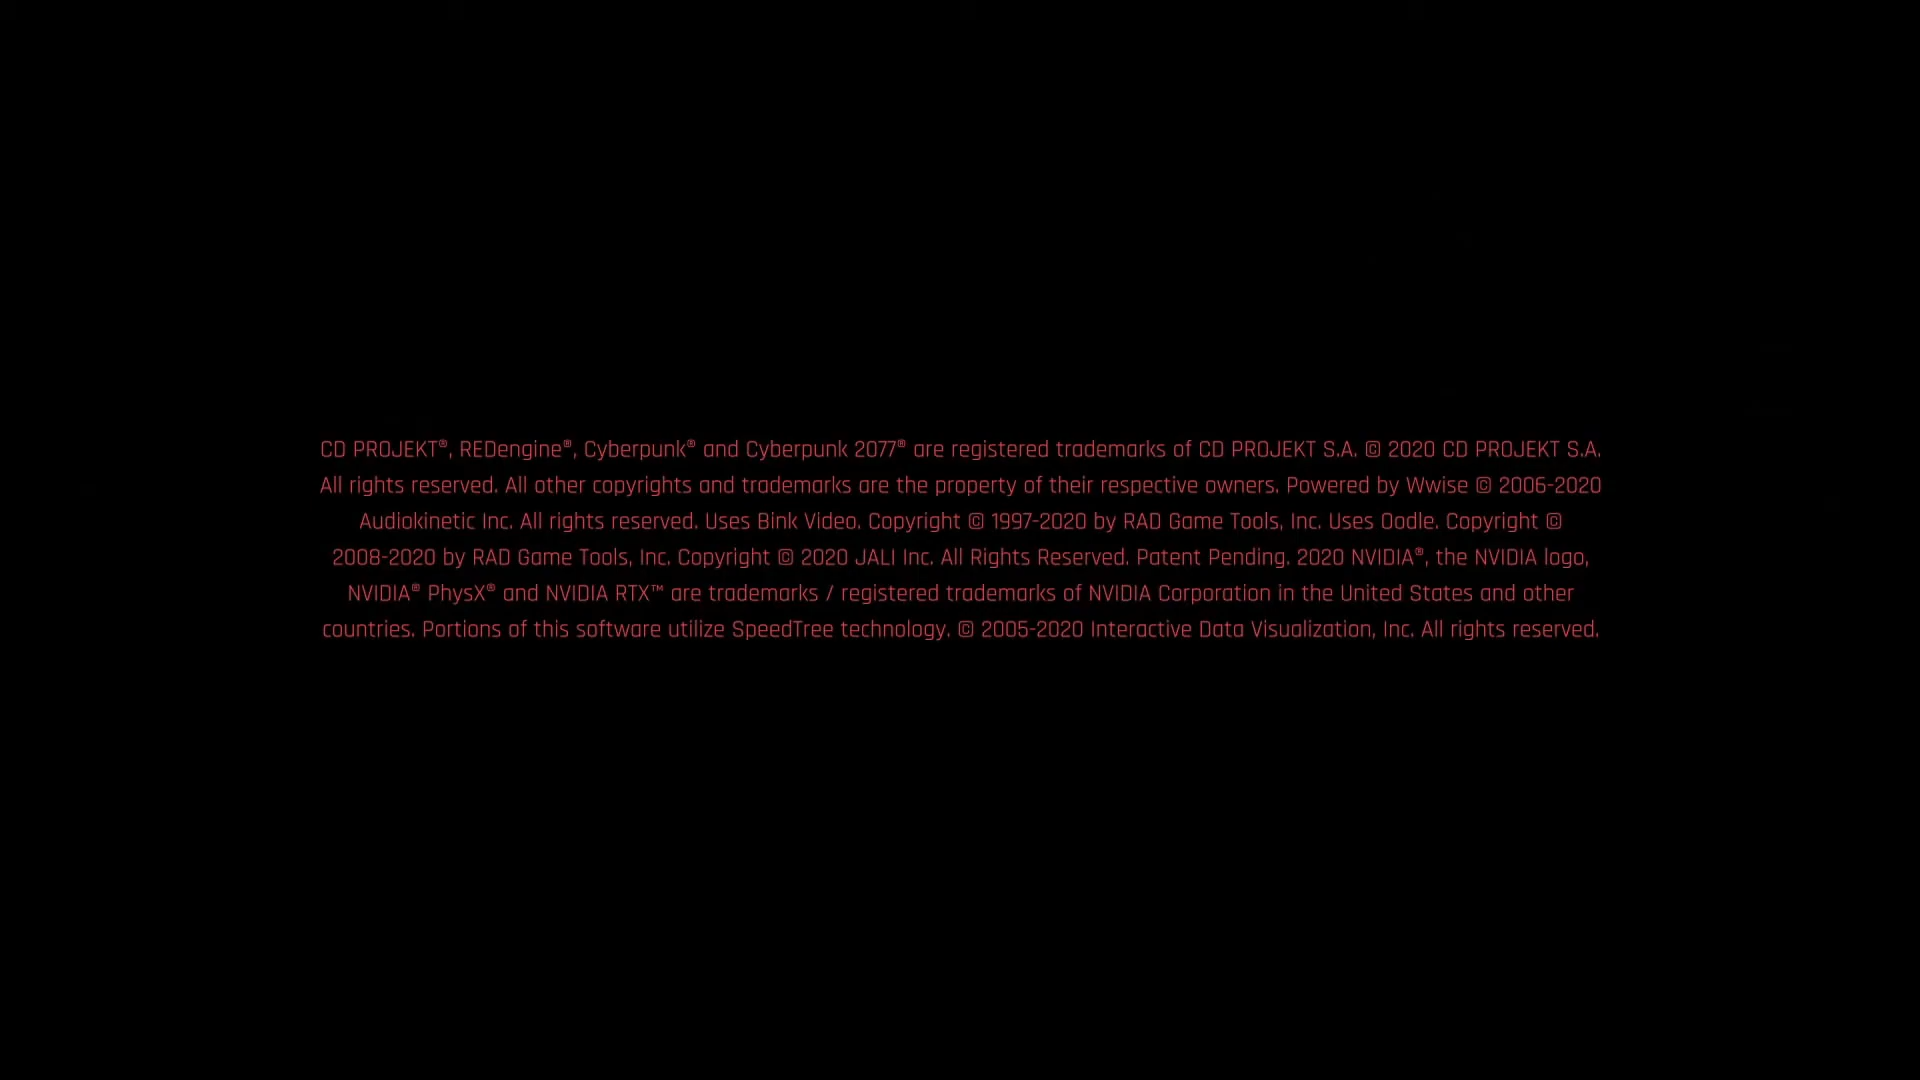 CD PROJEKT®, REDengine®, Cyberpunk® and Cyberpunk 2077® are registered trademarks of CD PROJEKT S.A. © 2020 CD PROJEKT S.A.
All rights reserved. All other copyrights and trademarks are the property of their respective owners. Powered by Wwise © 2006-2020
Audiokinetic Inc. All rights reserved. Uses Bink Video. Copyright © 1997-2020 by RAD Game Tools, Inc. Uses Oodle. Copyright ©
2008-2020 by RAD Game Tools, Inc. Copyright © 2020 JALI Inc. All Rights Reserved. Patent Pending. 2020 NVIDIA®, the NVIDIA logo,
NVIDIA® PhysX® and NVIDIA RTX™ are trademarks / registered trademarks of NVIDIA Corporation in the United States and other
countries. Portions of this software utilize SpeedTree technology. © 2005-2020 Interactive Data Visualization, Inc. All rights reserved.